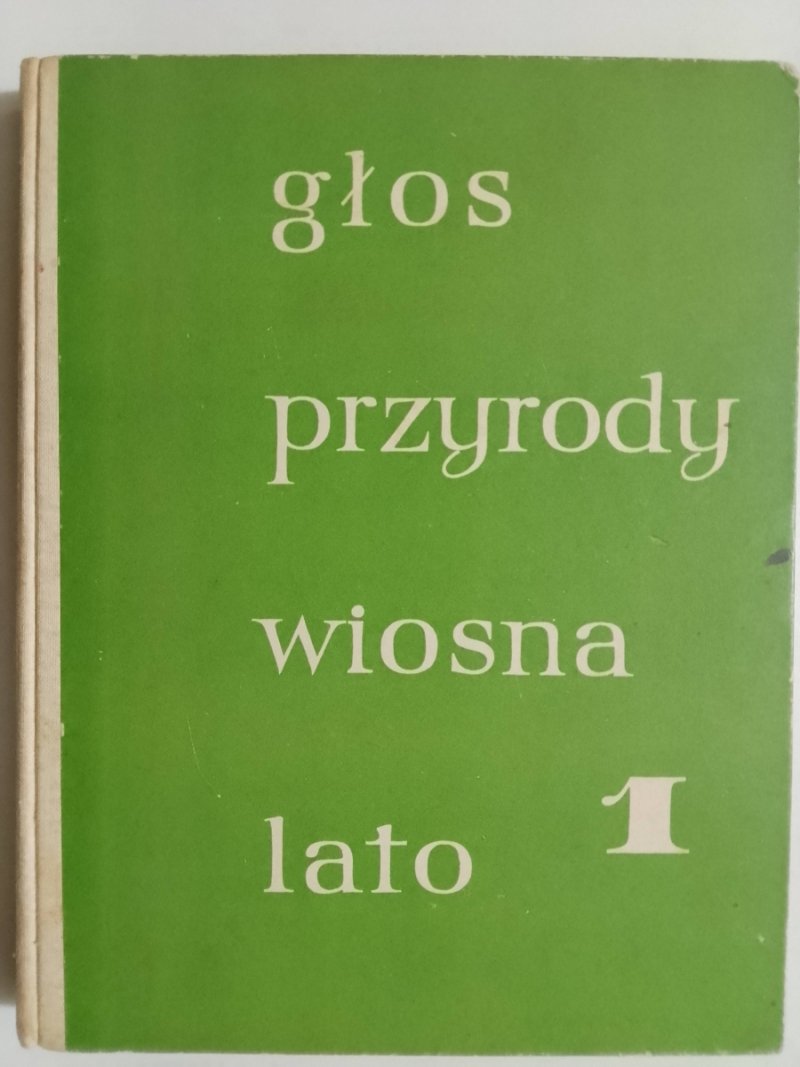 głos
przyrody
wiosna
lato 1